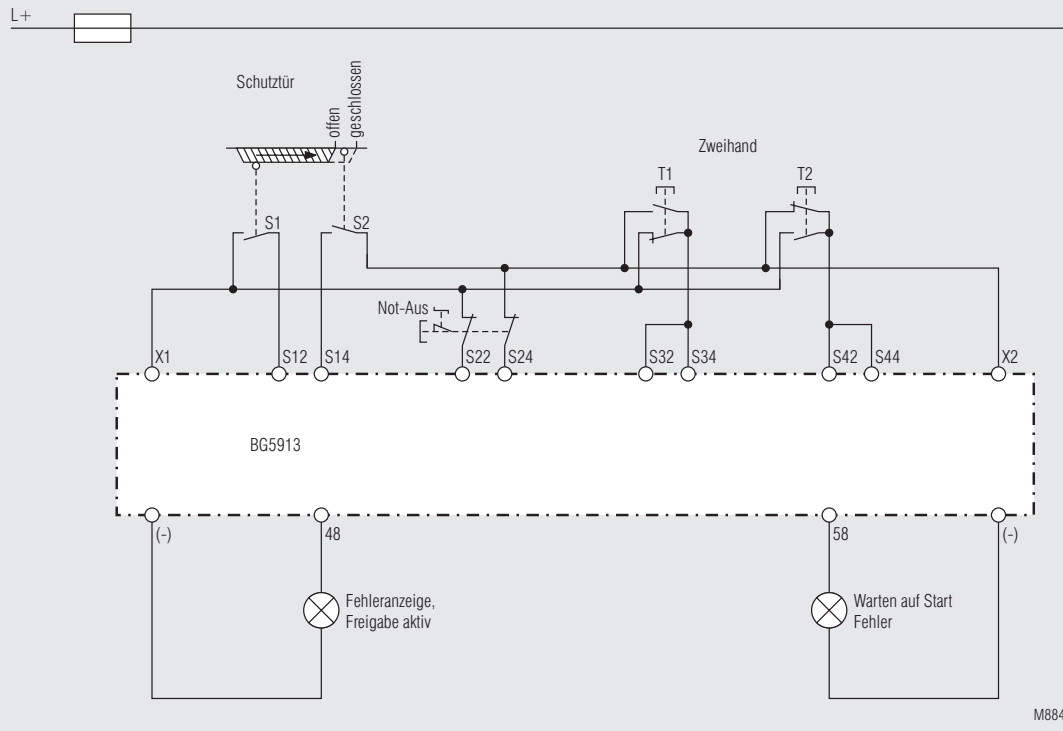 L+
Schutztür
offen
geschlossen
Zweihand
T1
T2
S1
S2
Not-Aus
X1
S12
S14
S22
S24
S32
S34
S42
S44
X2
BG5913
(-)
48
58
(-)
Fehleranzeige,
Freigabe aktiv
Warten auf Start
Fehler